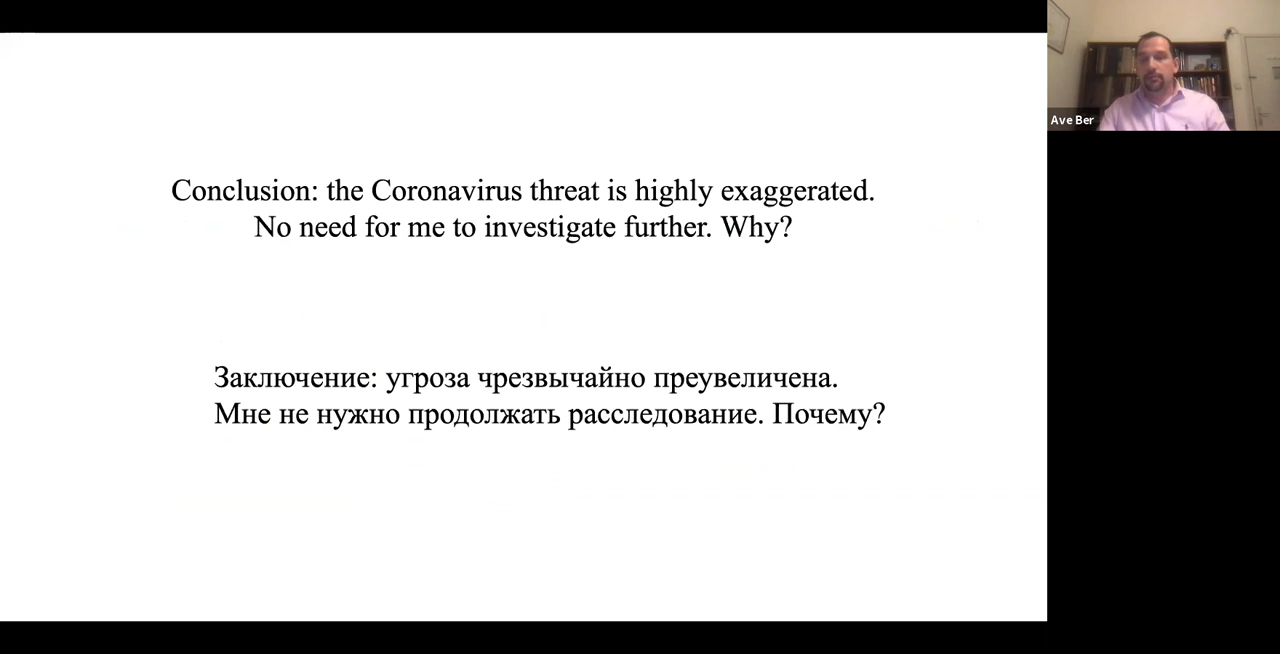 Conclusion: the Coronavirus threat is highly exaggerated.
No need for me to investigate further. Why?
Заключение: угроза чрезвычайно преувеличена.
Мне не нужно продолжать расследование. Почему?
Ave Ber